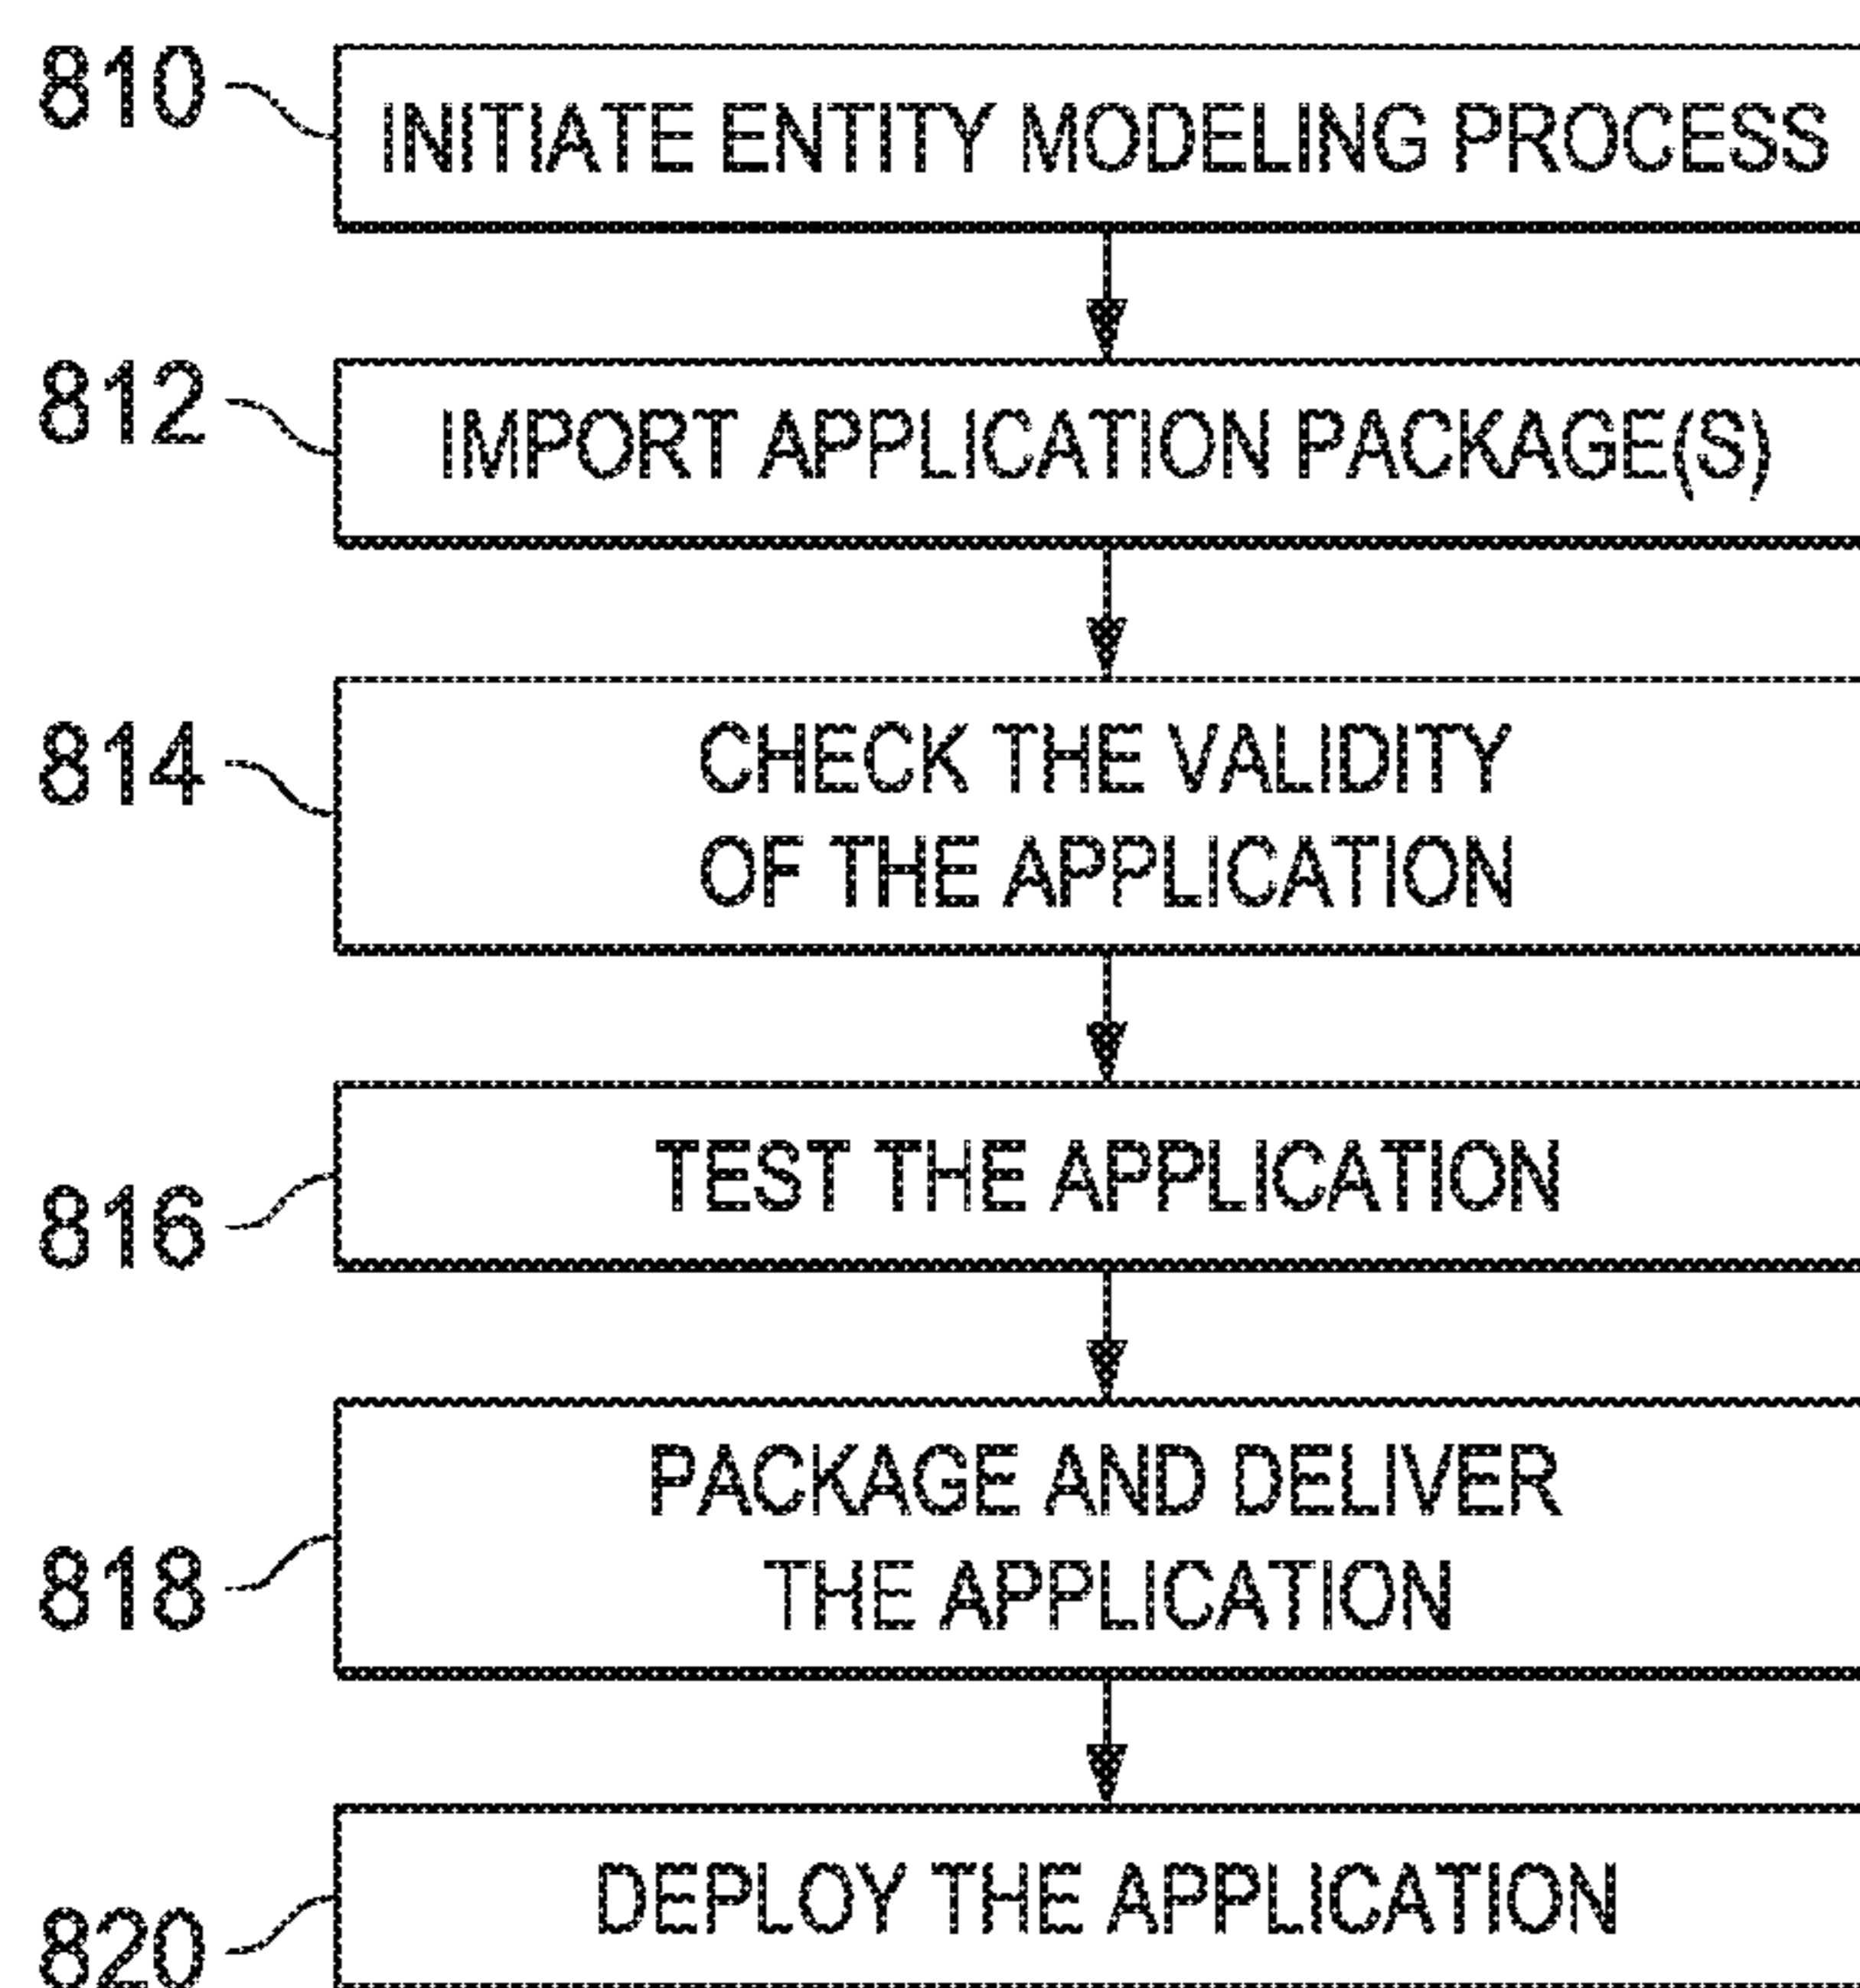 810
INITIATE ENTITY MODELING PROCESS
812
IMPORT APPLICATION PACKAGE(S)
814
CHECK THE VALIDITY
OF THE APPLICATION
816
TEST THE APPLICATION
818
PACKAGE AND DELIVER
THE APPLICATION
820
DEPLOY THE APPLICATION